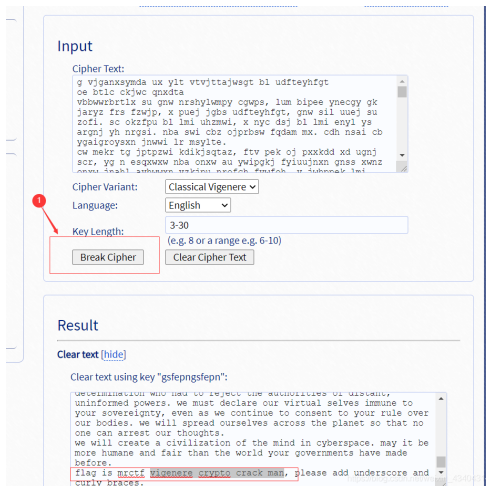 Input
Cipher Text:
g vjganxsymda ux ylt vtvjttajwsgt bl udfteyhfgt
oe btlc ckjwc qnxdta
vbbwwrbrtlx su gnw nrshylwmpy cgwps, lum bipee ynecgy gk
jaryz frs fzwjp, x puej jgbs udfteyhfgt, gnw sil uuej su
zofi. sc okzfpu bl lmi uhzmwi, x nyc dsj bl lmi enyl ys
argnj yh nrgsi. nba swi cbz ojprbsw fqdam mx. cdh nsai cb
ygaigroysxn jnwwi lr msylte.
cw mekr tg jptpzwi kdikjsqtaz, ftv pek oj pxxkdd xd ugnj
scr, yg n esqxwxw nba onxw au ywipgkj fyiuujnxn gnss xwnz
Cipher Variant: Classical Vigenere
Language: English
1
Key Length: 3-30
(e.g. 8 or a range e.g. 6-10)
Break Cipher Clear Cipher Text
Result
Clear text [hide]
Clear text using key "gsfepngsfepn":
determination who had to reject the authorities of distant,
uninformed powers. we must declare our virtual selves immune to
your sovereignty, even as we continue to consent to your rule over
our bodies. we will spread ourselves across the planet so that no
one can arrest our thoughts.
we will create a civilization of the mind in cyberspace. may it be
more humane and fair than the world your governments have made
before.
flag is mrctf vigenere crypto crack man, please add underscore and
curly braces.